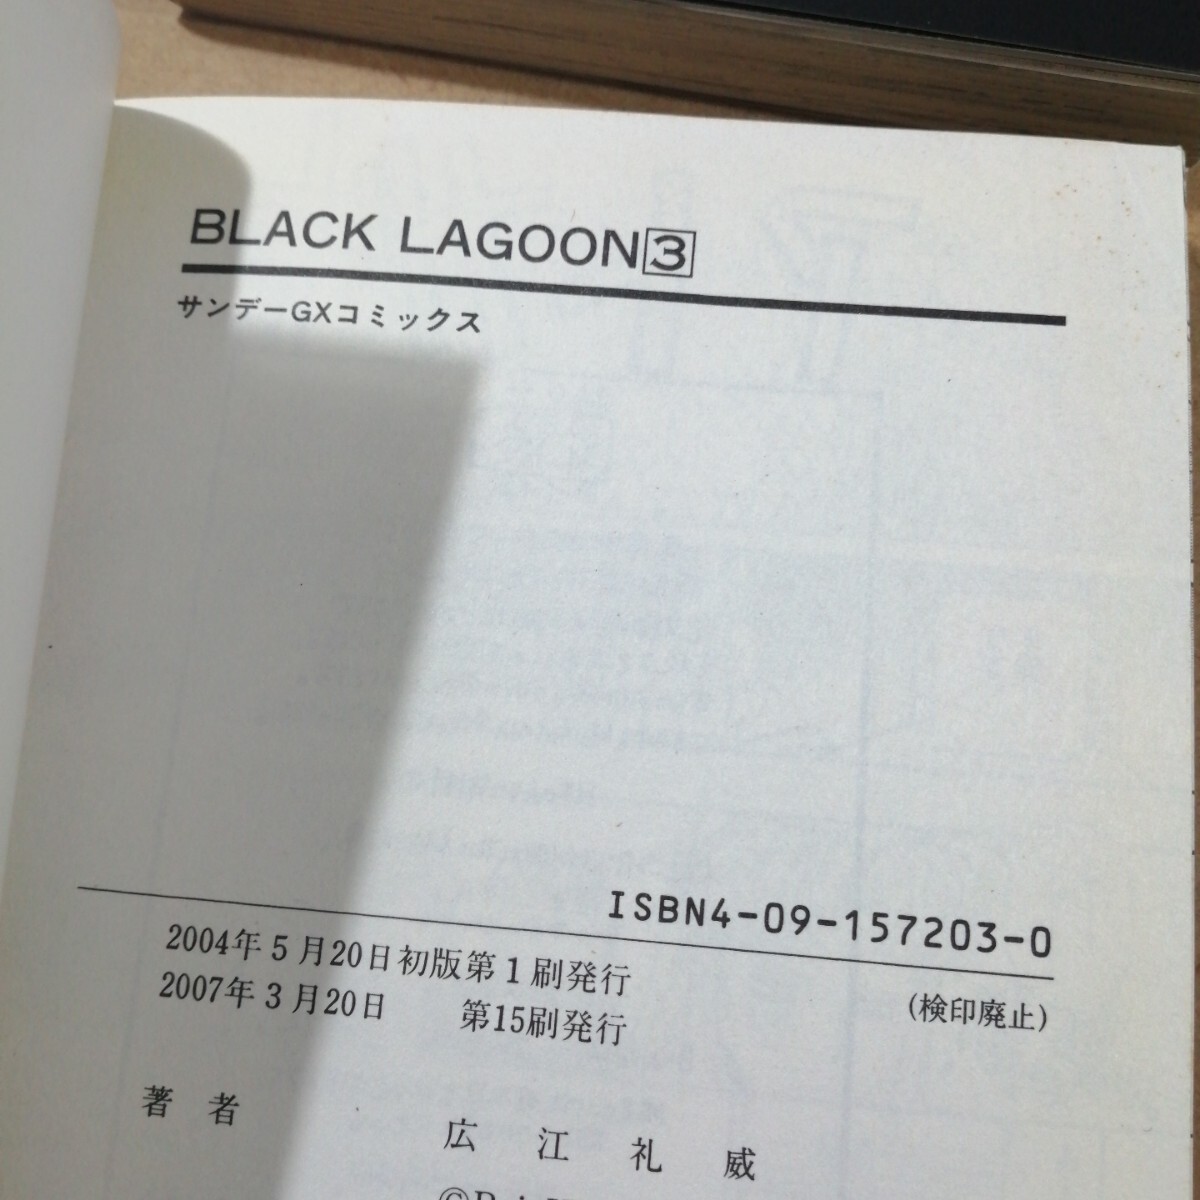 BLACK LAGOON3
サンデーGXコミックス
ISBN4-09-157203-0
2004年5月20日初版第1刷発行
(検印廃止)
2007年3月20日 第15刷発行
著者 広江礼威